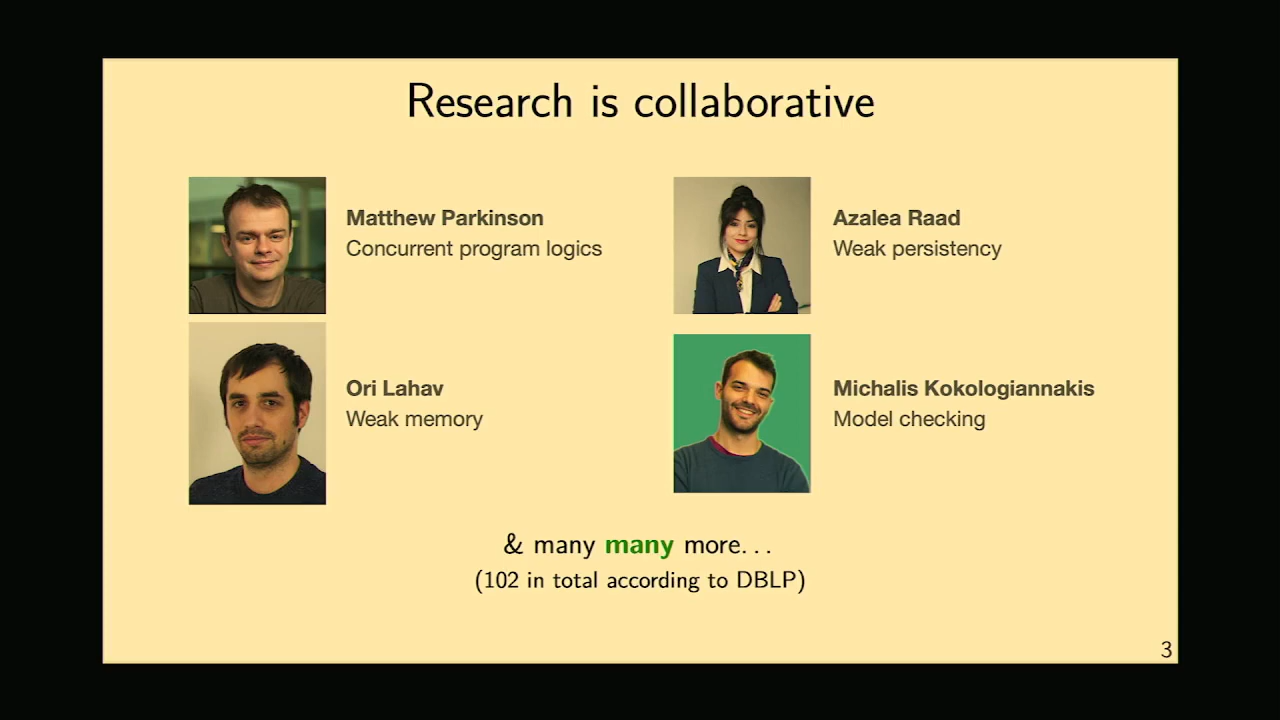 Research is collaborative
Matthew Parkinson
Concurrent program logics
Azalea Raad
Weak persistency
Ori Lahav
Weak memory
Michalis Kokologiannakis
Model checking
& many many more...
(102 in total according to DBLP)
3